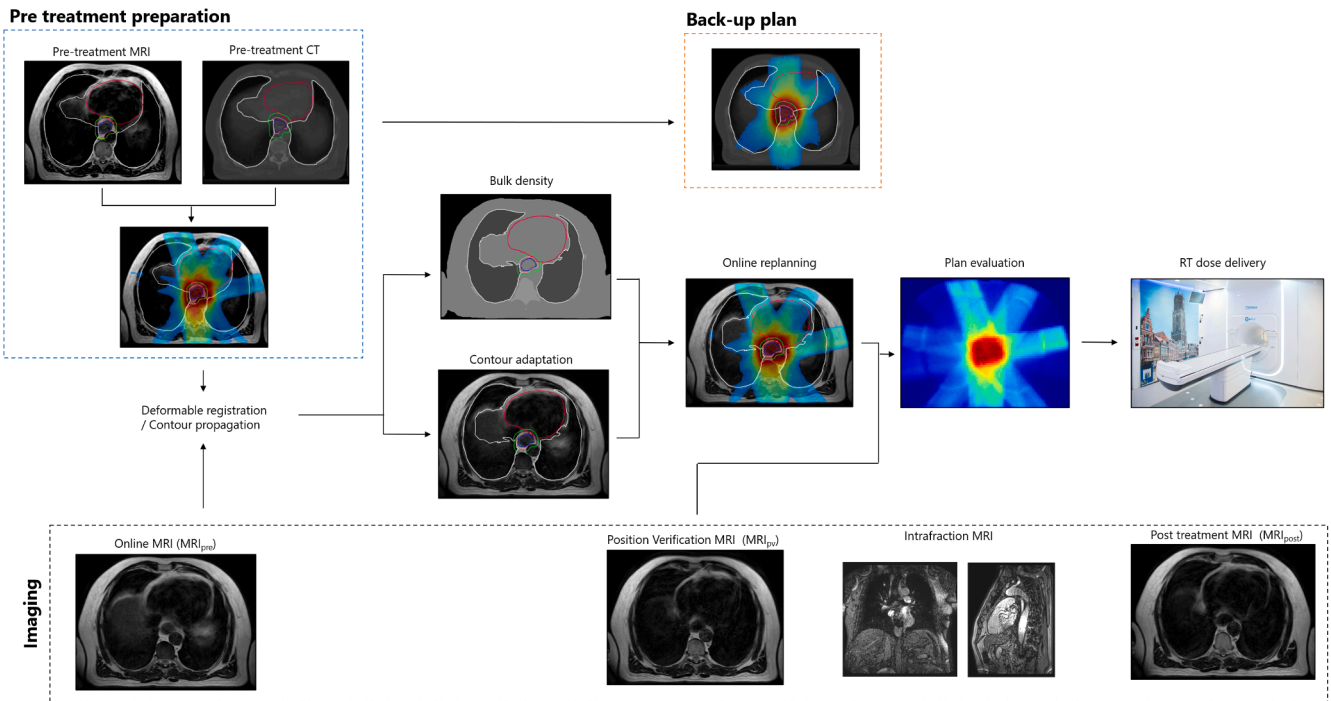 Pre treatment preparation
Back-up plan
Pre-treatment MRI
Pre-treatment CT
Bulk density
Online replanning
Plan evaluation
RT dose delivery
Contour adaptation
Deformable registration
/ Contour propagation
Imaging
Online MRI (MRIpre)
Position Verification MRI (MRIpv)
Intrafraction MRI
Post treatment MRI (MRIpost)